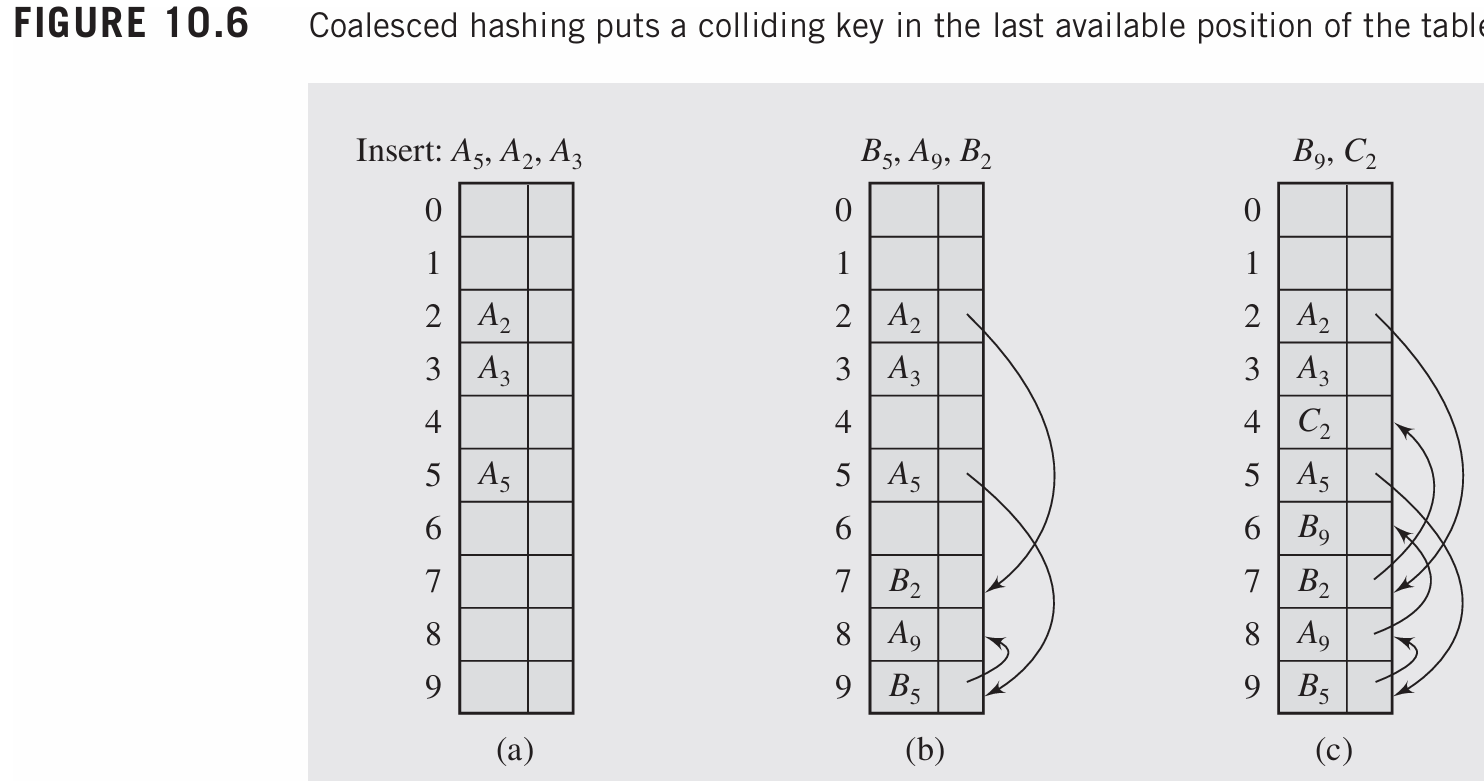 FIGURE 10.6 Coalesced hashing puts a colliding key in the last available position of the
Insert: A5, A2, A3 B5, A9, B2 B9, C2
0 0 0
1 1 1
2 A2 2 A2 2 A2
3 A3 3 A3 3 A3
4 4 4 C2
5 A5 5 A5 5 A5
6 6 6 B9
7 7 B2 7 B2
8 8 A9 8 A9
9 9 B5 9 B5
(a) (b) (c)